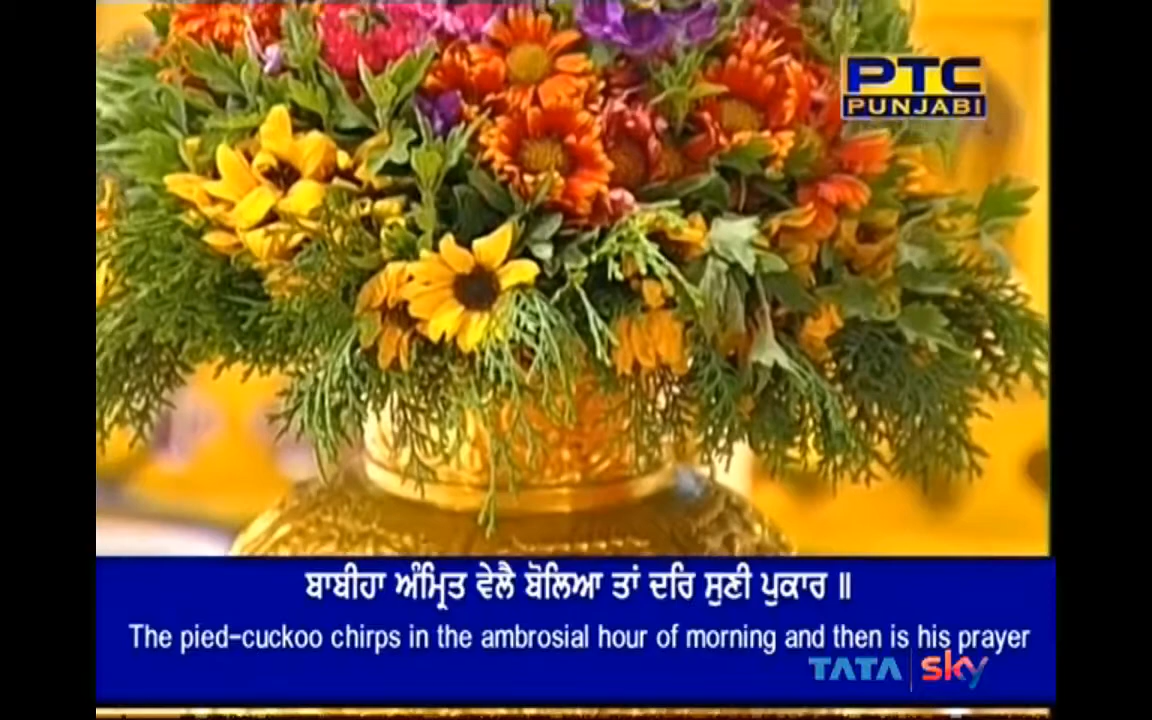 PTC
PUNJABI
ਬਾਬੀਹਾ ਅੰਮ੍ਰਿਤ ਵੇਲੈ ਬੋਲਿਆ ਤਾਂ ਦਰਿ ਸੁਣੀ ਪੁਕਾਰ ॥
The pied-cuckoo chirps in the ambrosial hour of morning and then is his prayer
TATA sky